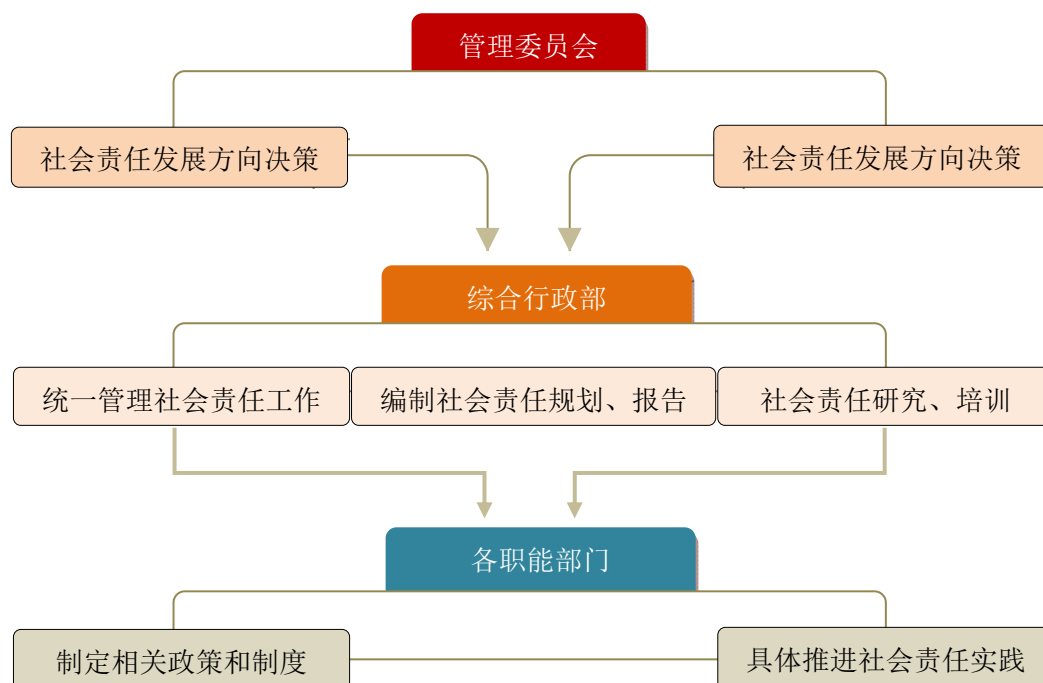 管理委员会
社会责任发展方向决策
社会责任发展方向决策
综合行政部
统一管理社会责任工作
编制社会责任规划、报告
社会责任研究、培训
各职能部门
制定相关政策和制度
具体推进社会责任实践